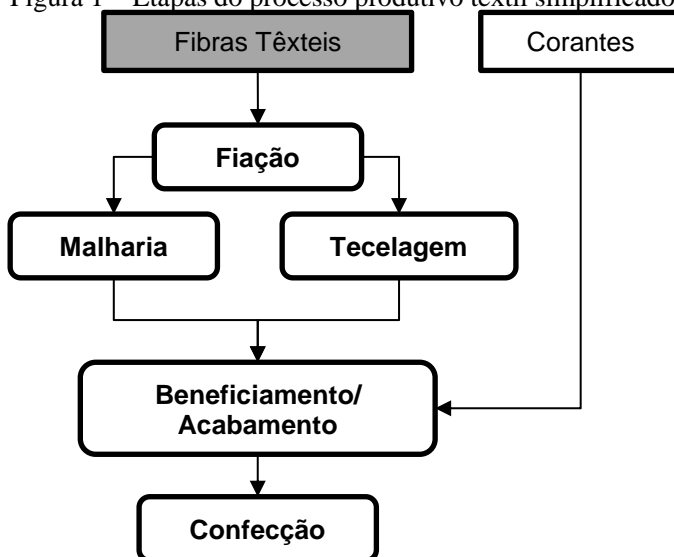 Figura 1 – Etapas do processo produtivo têxtil simplificado
Fibras Têxteis
Corantes
Fiação
Malharia
Tecelagem
Beneficiamento/
Acabamento
Confecção